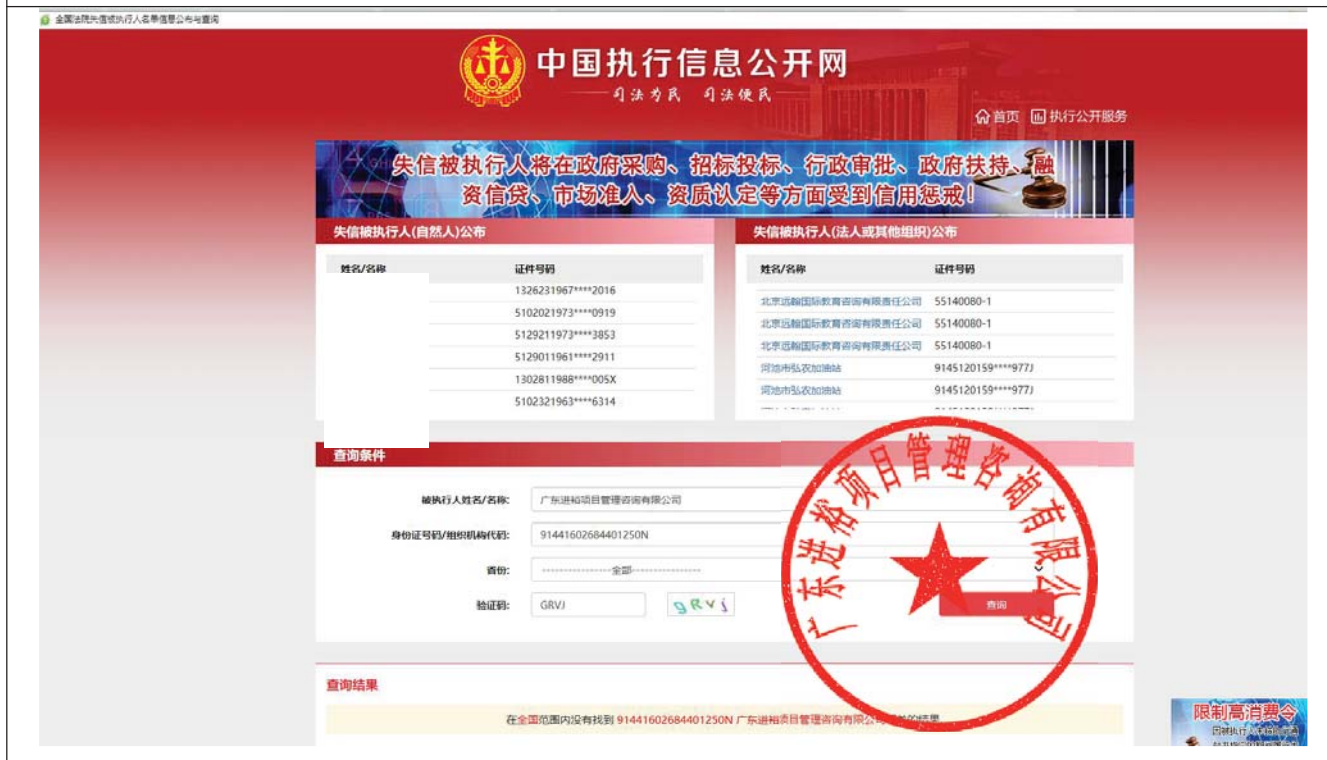 全国法院失信被执行人名单信息公布与查询
中国执行信息公开网
司法为民 司法便民
首页 执行公开服务
失信被执行人将在政府采购、招标投标、行政审批、政府扶持、融
资信贷、市场准入、资质认定等方面受到信用惩戒！
失信被执行人(自然人)公布
姓名/名称 证件号码
1326231967****2016
5102021973****0919
5129211973****3853
5129011961****2911
1302811988****005X
5102321963****6314
失信被执行人(法人或其他组织)公布
姓名/名称 证件号码
北京远翰国际教育咨询有限责任公司 55140080-1
北京远翰国际教育咨询有限责任公司 55140080-1
北京远翰国际教育咨询有限责任公司 55140080-1
河池市弘农加油站 9145120159****977J
河池市弘农加油站 9145120159****977J
查询条件
被执行人姓名/名称: 广东进裕项目管理咨询有限公司
身份证号码/组织机构代码: 91441602684401250N
省份: ----------------全部----------------
验证码: GRVJ gRVj
查询
广东进裕项目管理咨询有限公司
查询结果
在全国范围内没有找到 91441602684401250N 广东进裕项目管理咨询有限公司 的结果
限制高消费令